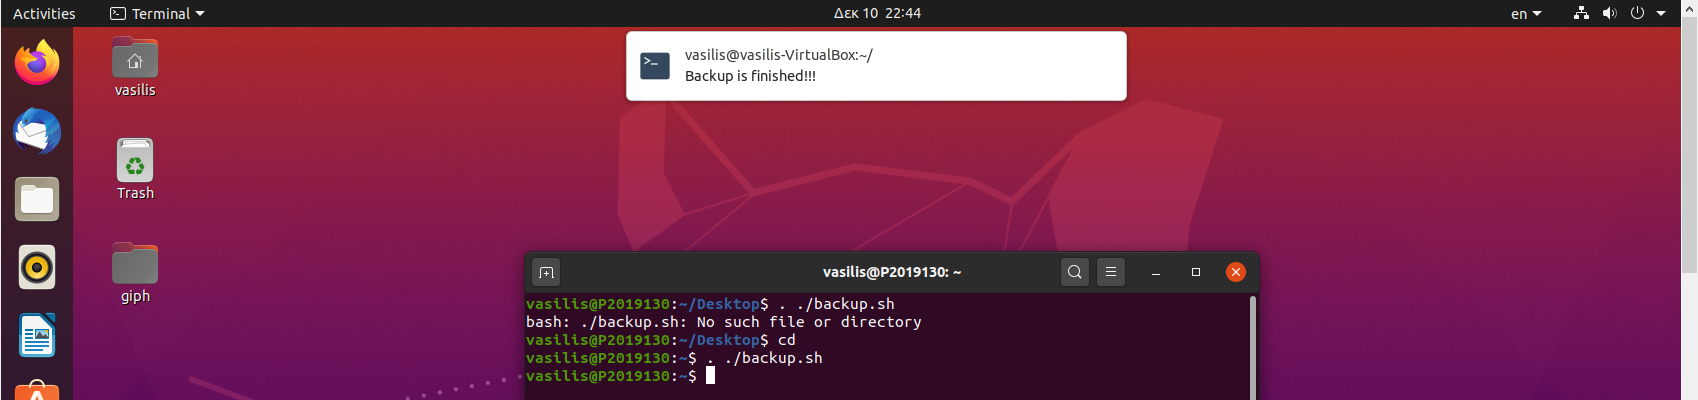 Activities
Terminal
Δεκ 10 22:44
en
vasilis@vasilis-VirtualBox:~/
Backup is finished!!!
vasilis
Trash
giph
vasilis@P2019130: ~
vasilis@P2019130:~/Desktop$ . ./backup.sh
bash: ./backup.sh: No such file or directory
vasilis@P2019130:~/Desktop$ cd
vasilis@P2019130:~$ . ./backup.sh
vasilis@P2019130:~$